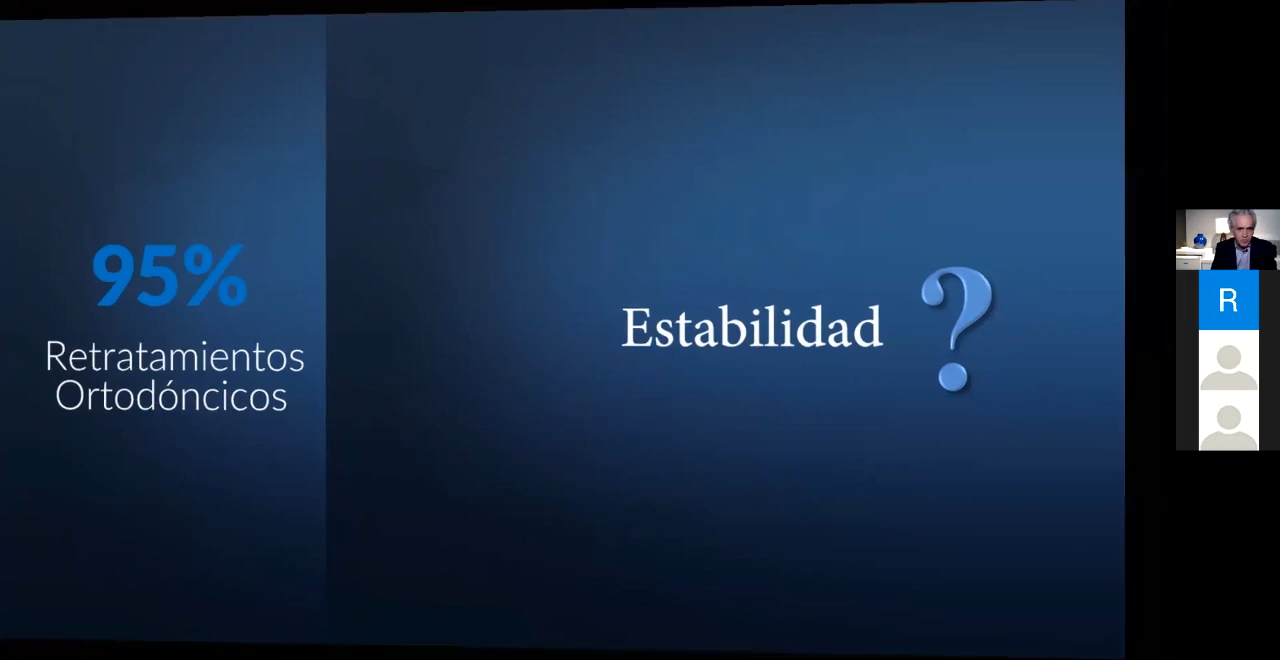 95%
Retratamientos
Ortodóncicos
Estabilidad ?
R